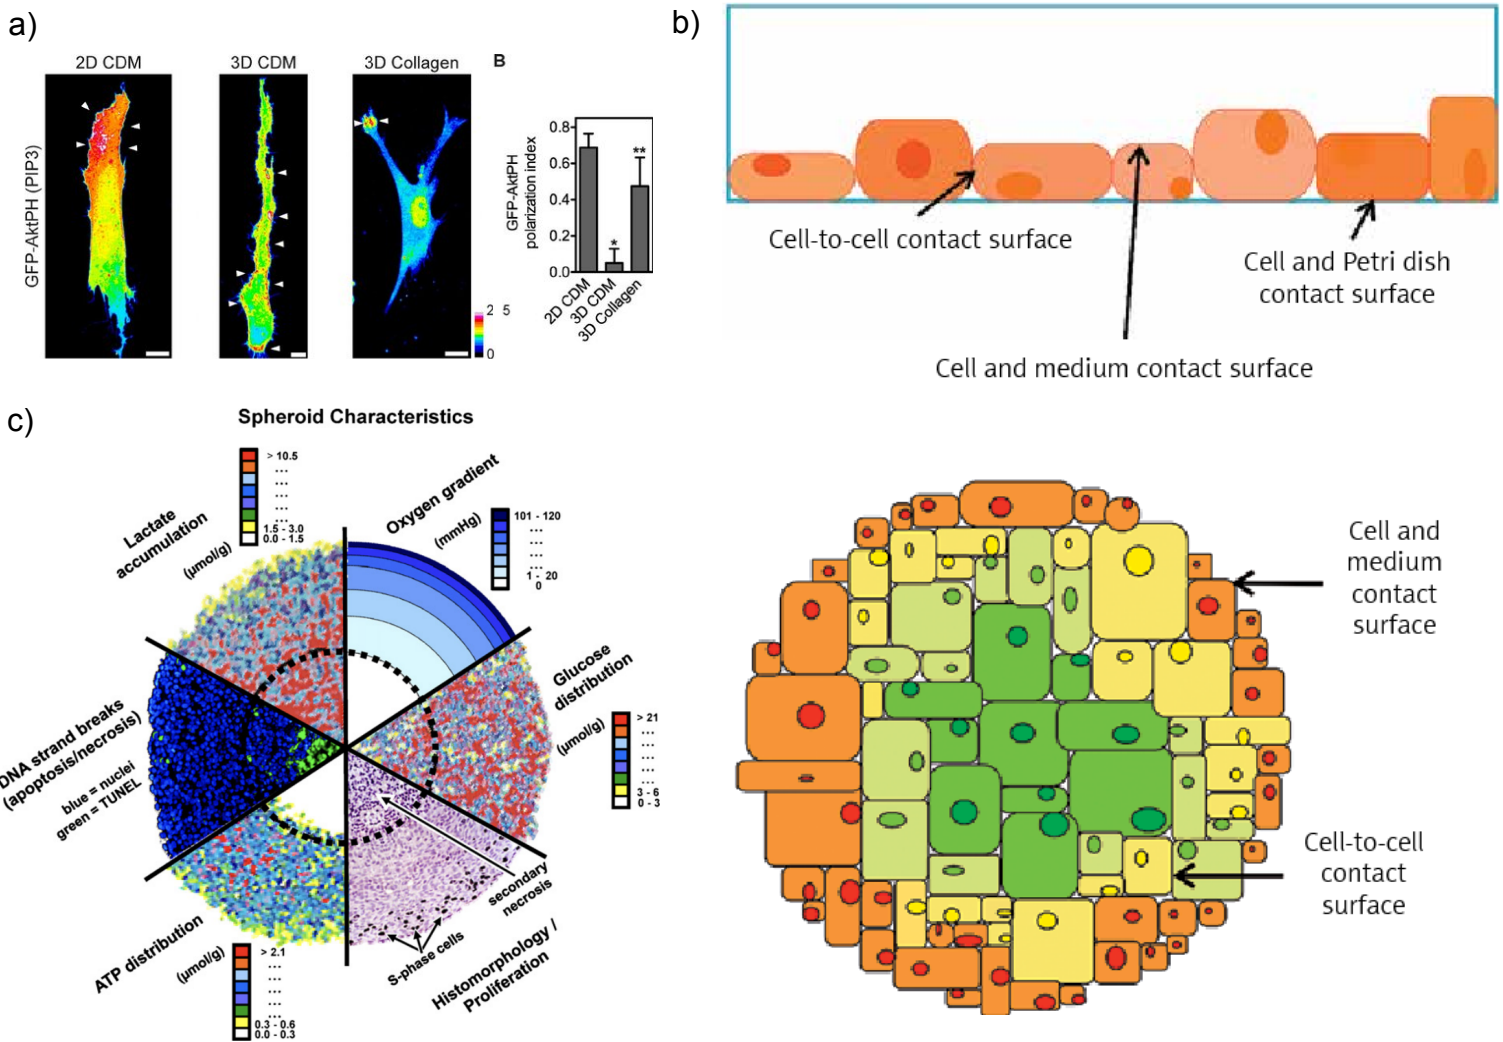 a)
2D CDM
3D CDM
3D Collagen
B
GFP-AktPH (PIP3)
2 5
0
GFP-AktPH
polarization index
0.8
0.6
0.4
0.2
0.0
*
**
2D CDM
3D CDM
3D Collagen
b)
Cell-to-cell contact surface
Cell and Petri dish
contact surface
Cell and medium contact surface
c)
Spheroid Characteristics
Lactate
accumulation
(µmol/g)
> 10.5
...
...
...
...
...
1.5 - 3.0
0.0 - 1.5
Oxygen gradient
(mmHg)
101 - 120
...
...
...
...
1 - 20
0
Glucose
distribution
(µmol/g)
> 21
...
...
...
...
...
3 - 6
0 - 3
DNA strand breaks
(apoptosis/necrosis)
blue = nuclei
green = TUNEL
ATP distribution
(µmol/g)
> 2.1
...
...
...
...
...
0.3 - 0.6
0.0 - 0.3
secondary
necrosis
S-phase cells
Histomorphology /
Proliferation
Cell and
medium
contact
surface
Cell-to-cell
contact
surface